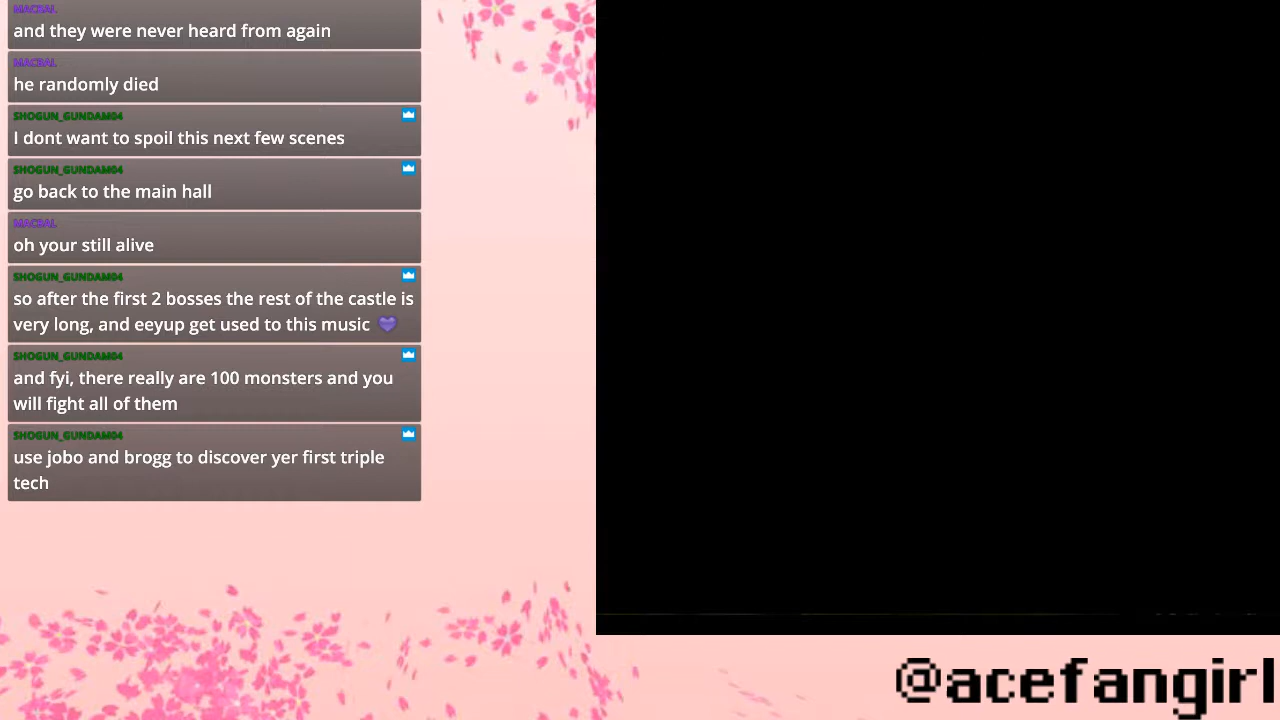 MACBAL
and they were never heard from again
MACBAL
he randomly died
SHOGUN_GUNDAM04
I dont want to spoil this next few scenes
SHOGUN_GUNDAM04
go back to the main hall
MACBAL
oh your still alive
SHOGUN_GUNDAM04
so after the first 2 bosses the rest of the castle is
very long, and eeyup get used to this music 💜
SHOGUN_GUNDAM04
and fyi, there really are 100 monsters and you
will fight all of them
SHOGUN_GUNDAM04
use jobo and brogg to discover yer first triple
tech
@acefangirl